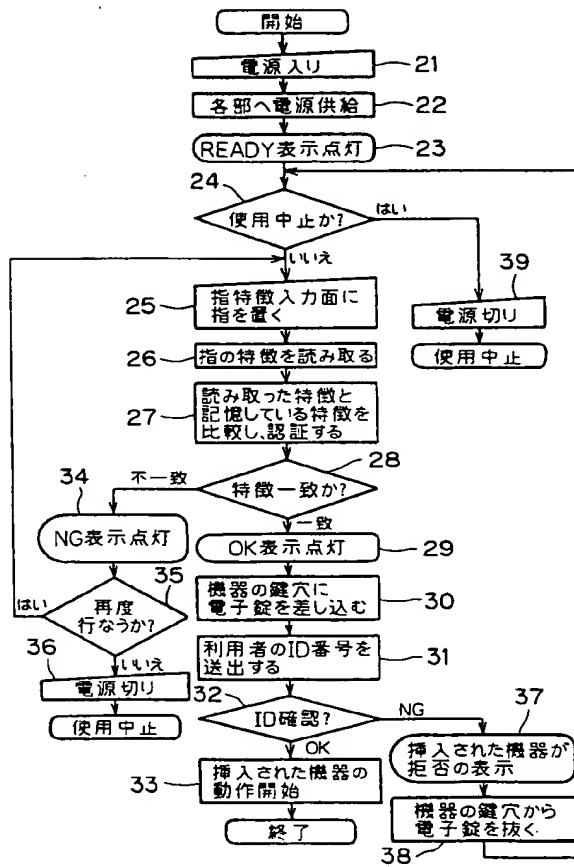 開始
電源入り
21
各部へ電源供給
22
READY表示点灯
23
24
使用中止か?
はい
いいえ
39
電源切り
使用中止
25
指特徴入力面に
指を置く
26
指の特徴を読み取る
27
読み取った特徴と
記憶している特徴を
比較し、認証する
28
特徴一致か?
不一致
一致
34
NG表示点灯
OK表示点灯
29
35
再度
行なうか?
はい
いいえ
機器の鍵穴に
電子錠を差し込む
30
36
電源切り
使用中止
利用者のID番号を
送出する
31
32
ID確認?
NG
OK
37
挿入された機器が
拒否の表示
33
挿入された機器の
動作開始
終了
機器の鍵穴から
電子錠を抜く
38